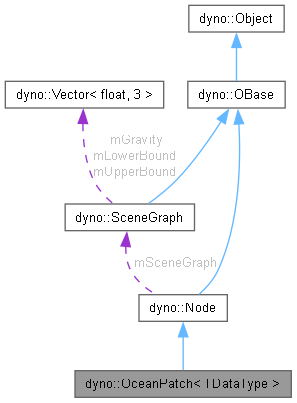 dyno::Object
dyno::Vector< float, 3 >
dyno::OBase
mGravity
mLowerBound
mUpperBound
dyno::SceneGraph
mSceneGraph
dyno::Node
dyno::OceanPatch< TDataType >